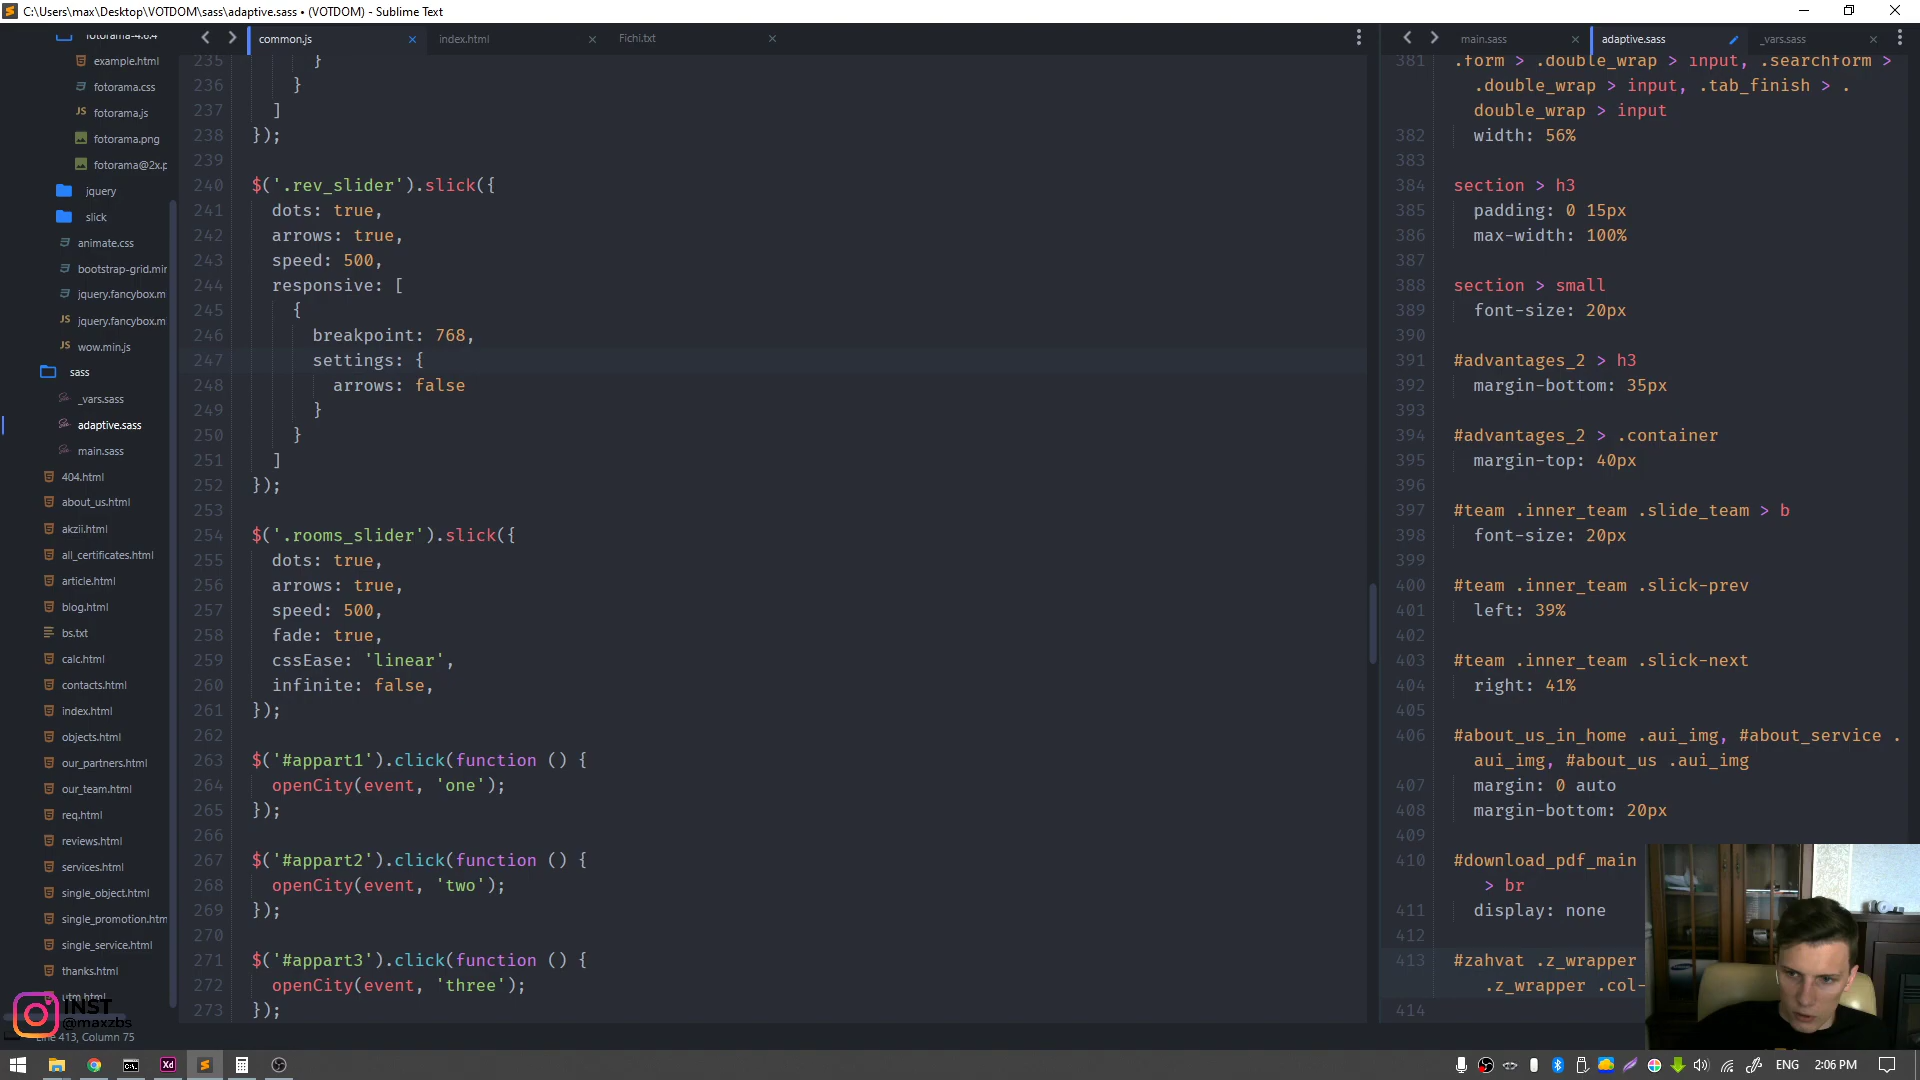 C:\Users\max\Desktop\VOTDOM\sass\adaptive.sass • (VOTDOM) - Sublime Text
fotorama-4.6.4
example.html
fotorama.css
fotorama.js
fotorama.png
fotorama@2x.p
jquery
slick
animate.css
bootstrap-grid.mir
jquery.fancybox.m
jquery.fancybox.m
wow.min.js
sass
_vars.sass
adaptive.sass
main.sass
404.html
about_us.html
akzii.html
all_certificates.html
article.html
blog.html
bs.txt
calc.html
contacts.html
index.html
objects.html
our_partners.html
our_team.html
req.html
reviews.html
services.html
single_object.html
single_promotion.htm
single_service.html
thanks.html
utm.html
INST
@maxzbs
Line 413, Column 75
common.js
index.html
Fichi.txt
235 }
236 }
237 ]
238 });
239
240 $('.rev_slider').slick({
241 dots: true,
242 arrows: true,
243 speed: 500,
244 responsive: [
245 {
246 breakpoint: 768,
247 settings: {
248 arrows: false
249 }
250 }
251 ]
252 });
253
254 $('.rooms_slider').slick({
255 dots: true,
256 arrows: true,
257 speed: 500,
258 fade: true,
259 cssEase: 'linear',
260 infinite: false,
261 });
262
263 $('#appart1').click(function () {
264 openCity(event, 'one');
265 });
266
267 $('#appart2').click(function () {
268 openCity(event, 'two');
269 });
270
271 $('#appart3').click(function () {
272 openCity(event, 'three');
273 });
main.sass
adaptive.sass
_vars.sass
381 .form > .double_wrap > input, .searchform >
.double_wrap > input, .tab_finish > .
double_wrap > input
382 width: 56%
383
384 section > h3
385 padding: 0 15px
386 max-width: 100%
387
388 section > small
389 font-size: 20px
390
391 #advantages_2 > h3
392 margin-bottom: 35px
393
394 #advantages_2 > .container
395 margin-top: 40px
396
397 #team .inner_team .slide_team > b
398 font-size: 20px
399
400 #team .inner_team .slick-prev
401 left: 39%
402
403 #team .inner_team .slick-next
404 right: 41%
405
406 #about_us_in_home .aui_img, #about_service .
aui_img, #about_us .aui_img
407 margin: 0 auto
408 margin-bottom: 20px
409
410 #download_pdf_main
> br
411 display: none
412
413 #zahvat .z_wrapper
.z_wrapper .col-
414
ENG
2:06 PM